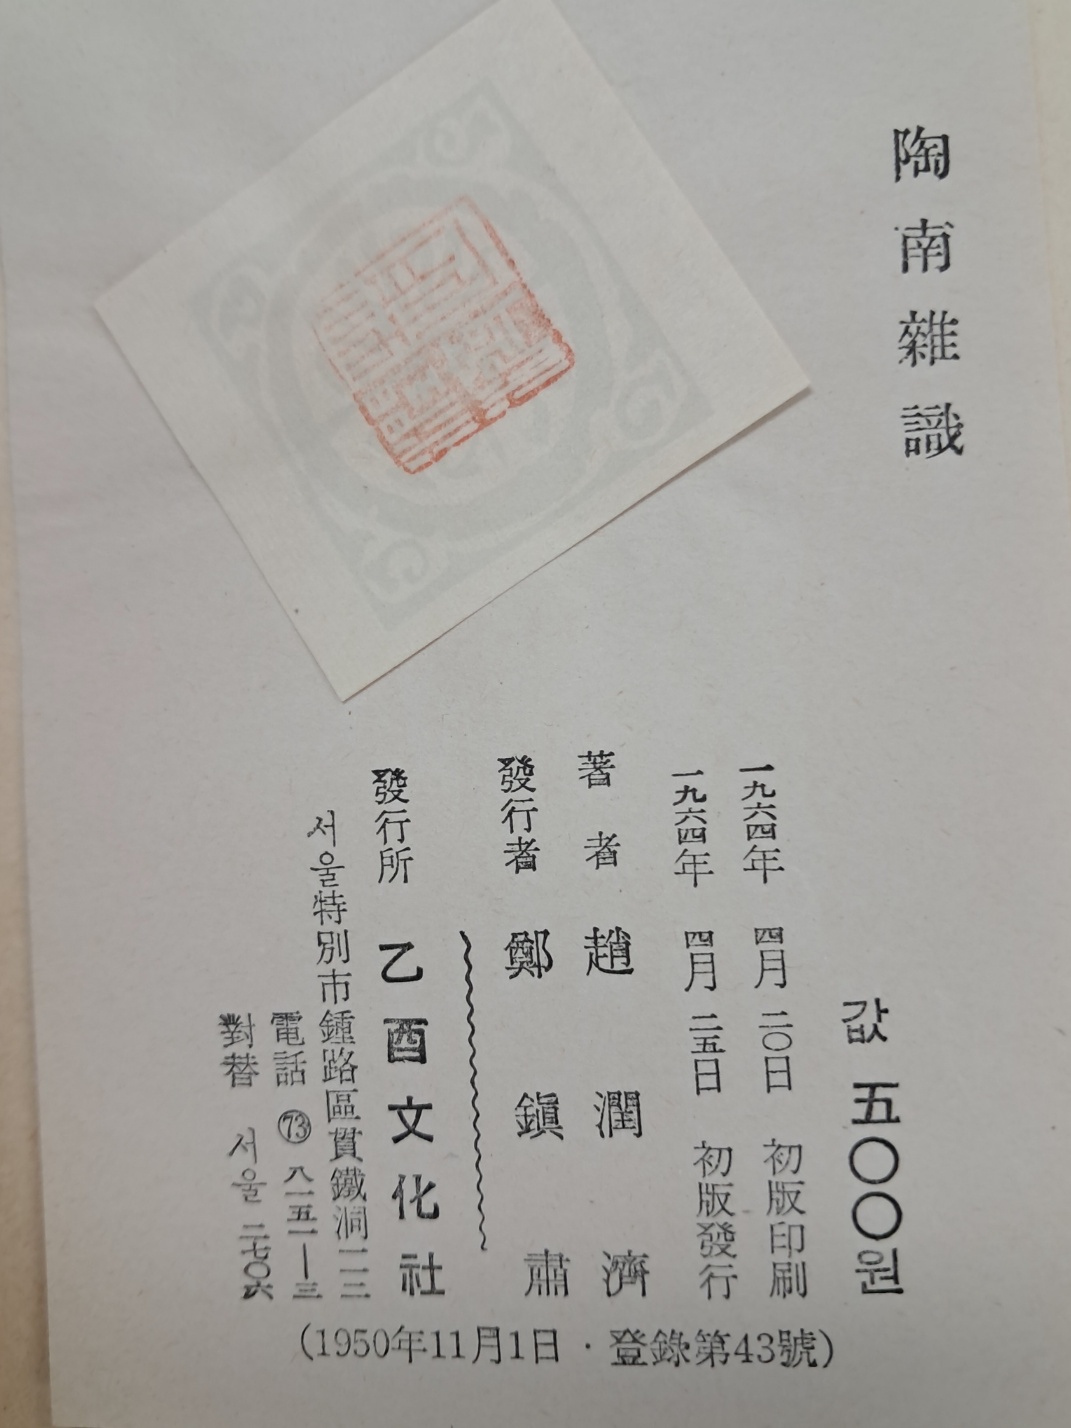 陶南雜識
값 五〇〇원
一九六四年 四月 二〇日 初版印刷
一九六四年 四月 二五日 初版發行
著者 趙潤濟
發行者 鄭鎭肅
發行所 乙酉文化社
서울特別市鍾路區貫鐵洞一一二
電話 ㊼ 八一五一―三
對替 서울 二七〇六
(1950年11月1日·登錄第43號)